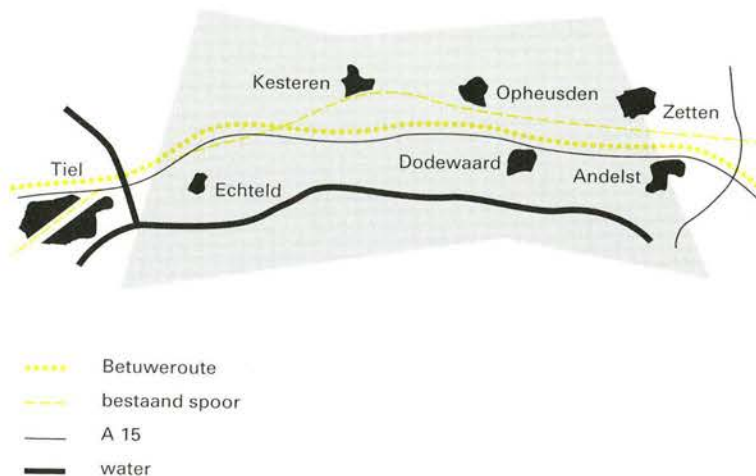 Kesteren
Opheusden
Zetten
Tiel
Dodewaard
Andelst
Echteld
Betuweroute
bestaand spoor
A 15
water